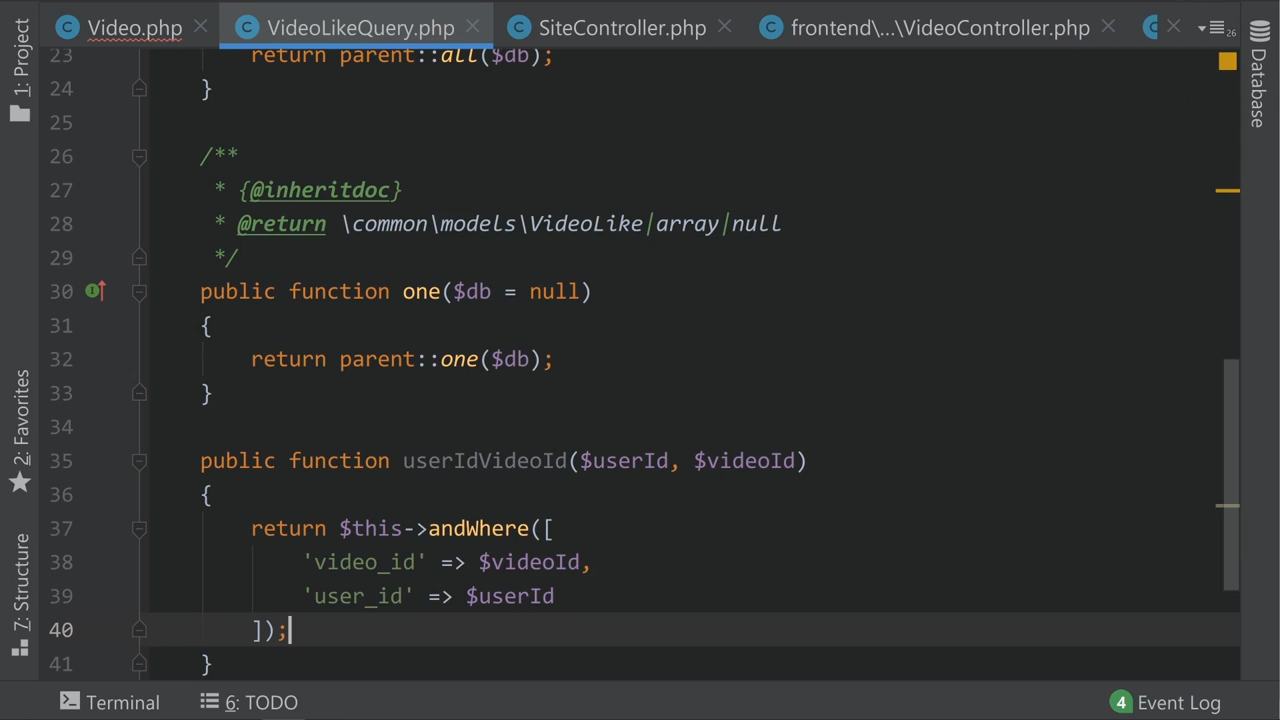 Video.php
VideoLikeQuery.php
SiteController.php
frontend\...\VideoController.php
26
1: Project
2: Favorites
7: Structure
Database
23 return parent::all($db);
24 }
25
26 /**
27 * {@inheritdoc}
28 * @return \common\models\VideoLike|array|null
29 */
30 public function one($db = null)
31 {
32 return parent::one($db);
33 }
34
35 public function userIdVideoId($userId, $videoId)
36 {
37 return $this->andWhere([
38 'video_id' => $videoId,
39 'user_id' => $userId
40 ]);
41 }
Terminal
6: TODO
4 Event Log